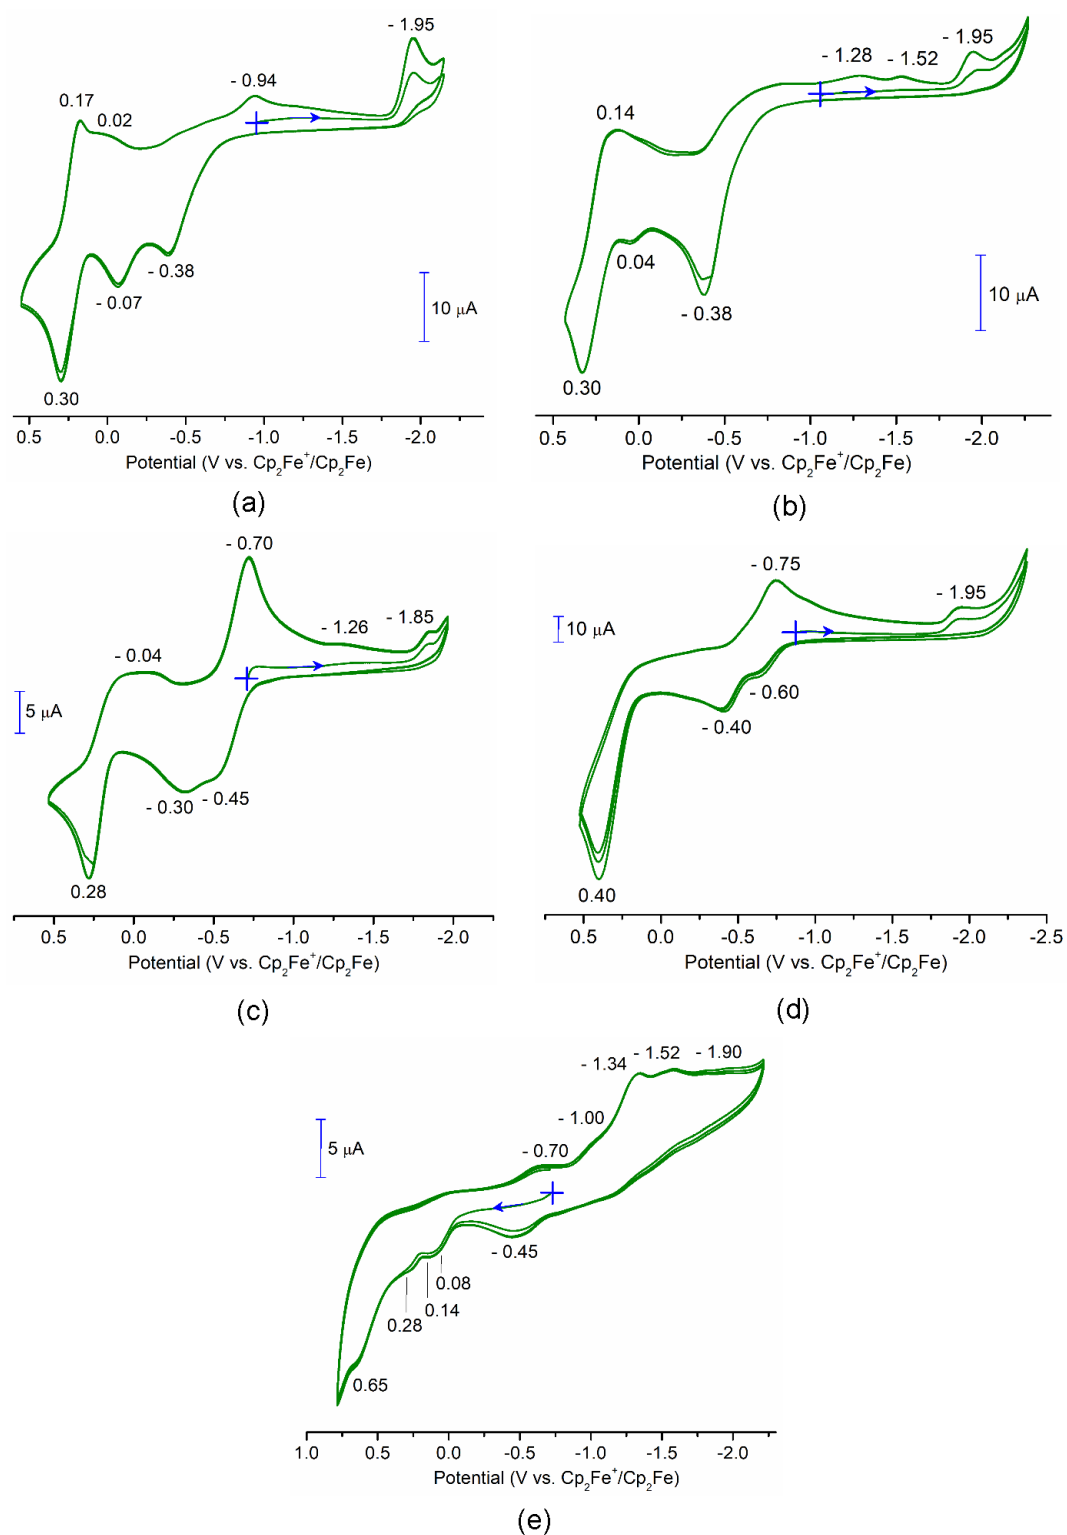 - 1.95
- 0.94
0.17
0.02
- 0.38
- 0.07
10 μA
0.30
0.5 0.0 -0.5 -1.0 -1.5 -2.0
Potential (V vs. Cp₂Fe⁺/Cp₂Fe)
(a)
- 1.95
- 1.28 - 1.52
0.14
0.04
- 0.38
10 μA
0.30
0.5 0.0 -0.5 -1.0 -1.5 -2.0
Potential (V vs. Cp₂Fe⁺/Cp₂Fe)
(b)
- 0.70
- 1.26 - 1.85
- 0.04
5 μA
- 0.30 - 0.45
0.28
0.5 0.0 -0.5 -1.0 -1.5 -2.0
Potential (V vs. Cp₂Fe⁺/Cp₂Fe)
(c)
- 0.75
- 1.95
10 μA
- 0.60
- 0.40
0.40
0.5 0.0 -0.5 -1.0 -1.5 -2.0 -2.5
Potential (V vs. Cp₂Fe⁺/Cp₂Fe)
(d)
- 1.34 - 1.52 - 1.90
- 1.00
5 μA
- 0.70
- 0.45
0.08
0.14
0.28
0.65
1.0 0.5 0.0 -0.5 -1.0 -1.5 -2.0
Potential (V vs. Cp₂Fe⁺/Cp₂Fe)
(e)